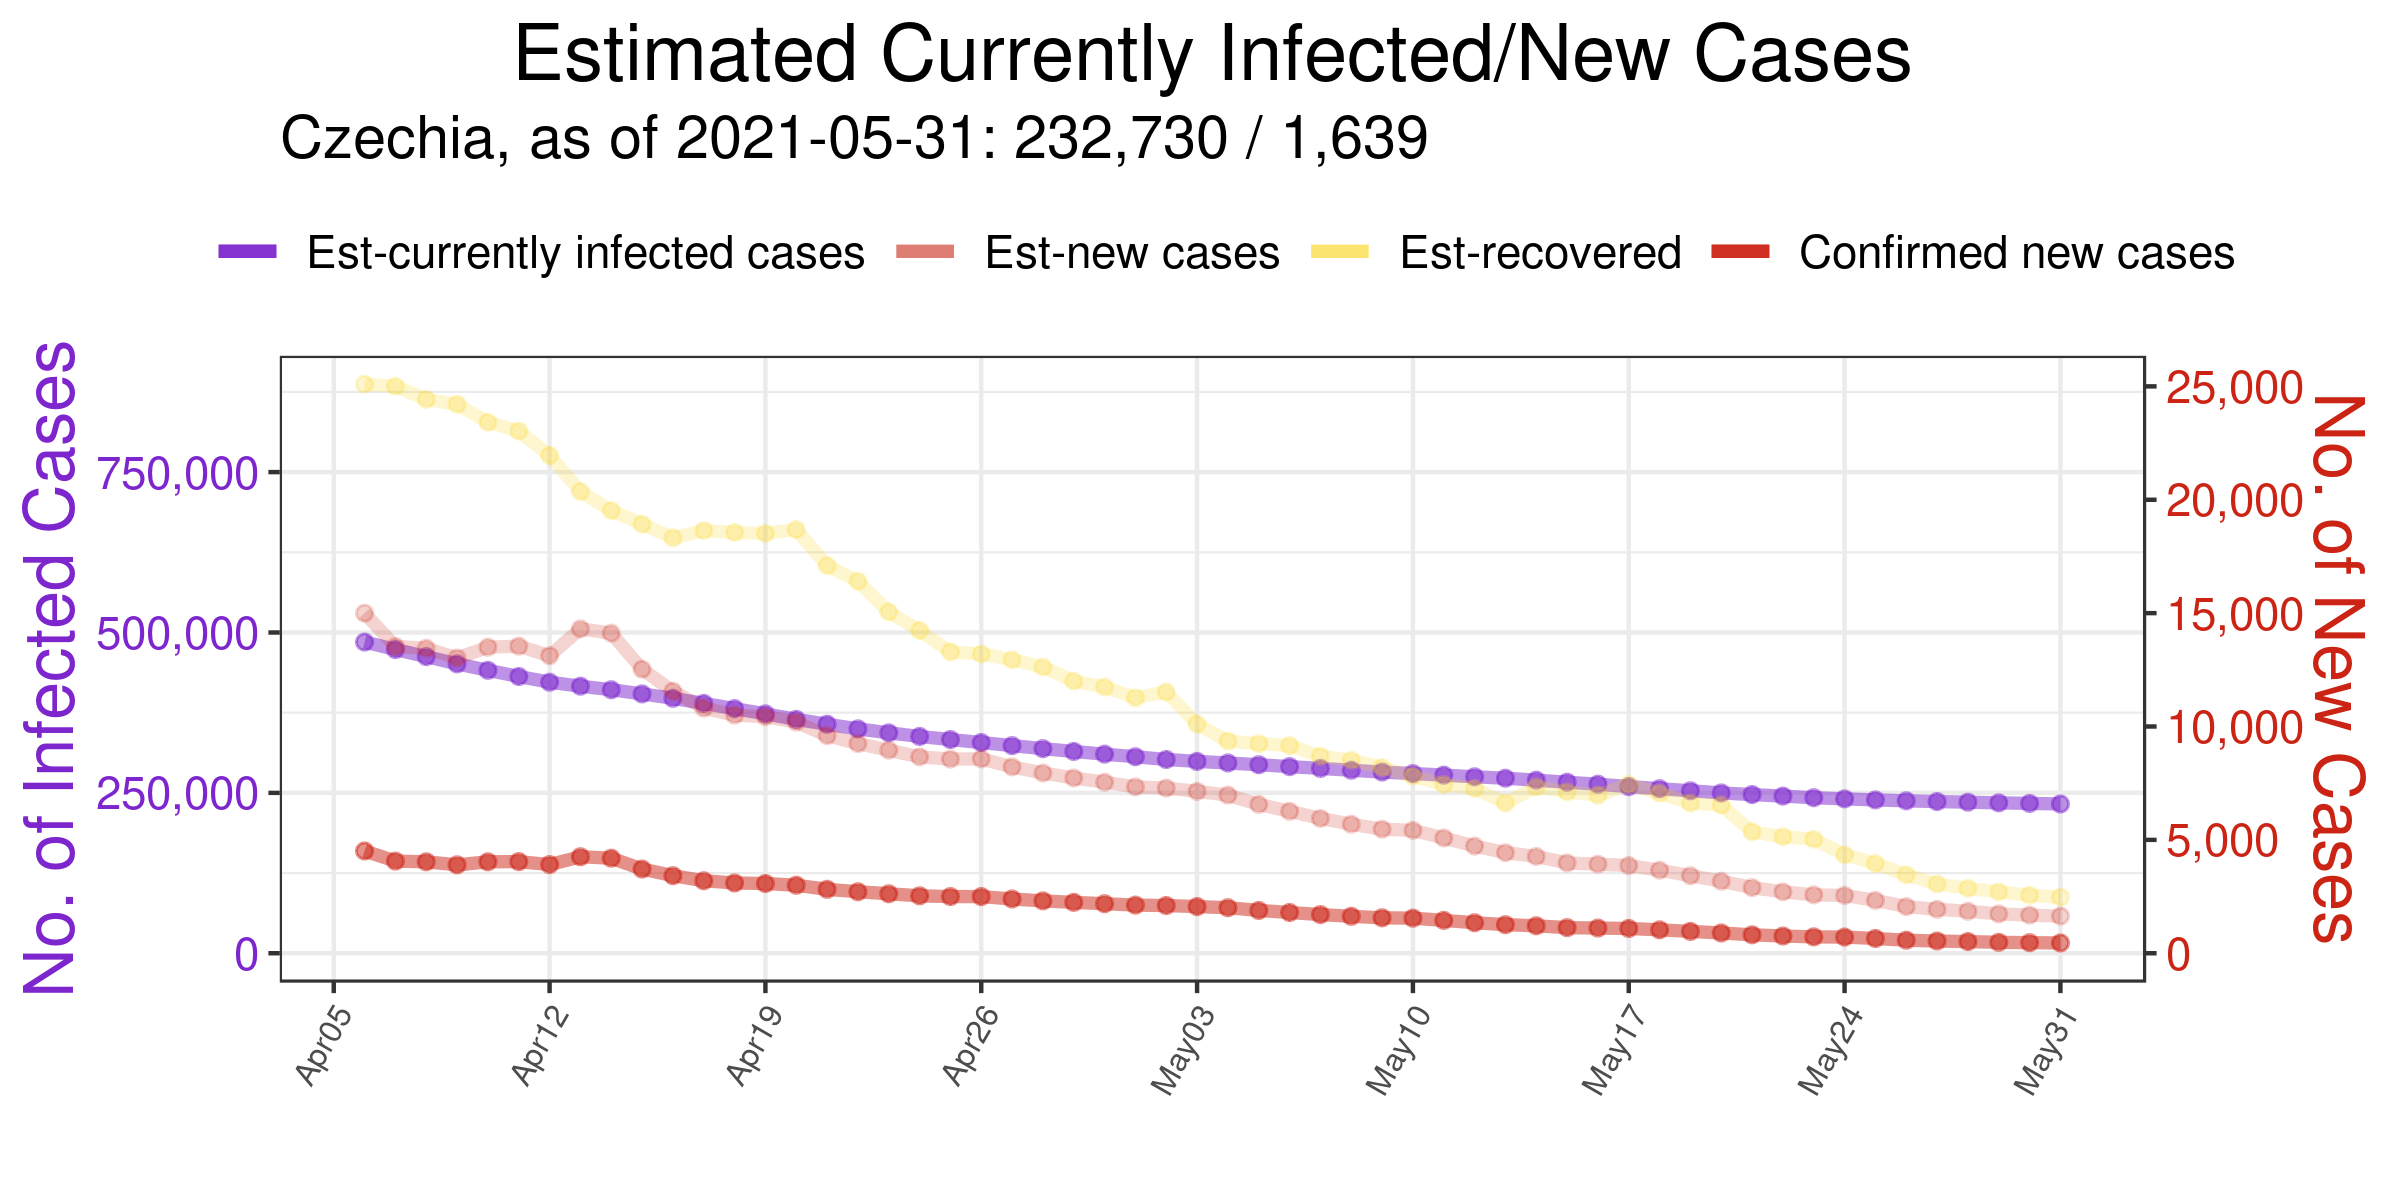 Estimated Currently Infected/New Cases
Czechia, as of 2021-05-31: 232,730 / 1,639
Est-currently infected cases Est-new cases Est-recovered Confirmed new cases
No. of Infected Cases
750,000
500,000
250,000
0
25,000
20,000
15,000
10,000
5,000
0
No. of New Cases
Apr05 Apr12 Apr19 Apr26 May03 May10 May17 May24 May31